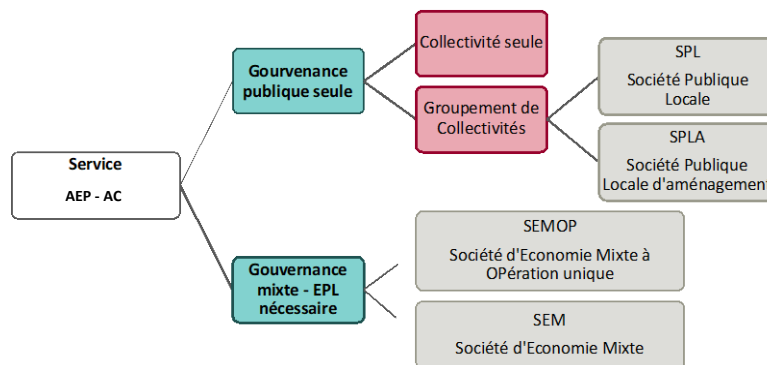 Service
AEP - AC
Gourvenance
publique seule
Collectivité seule
Groupement de
Collectivités
SPL
Société Publique
Locale
SPLA
Société Publique
Locale d'aménagement
Gouvernance
mixte - EPL
nécessaire
SEMOP
Société d'Economie Mixte à
OPération unique
SEM
Société d'Economie Mixte